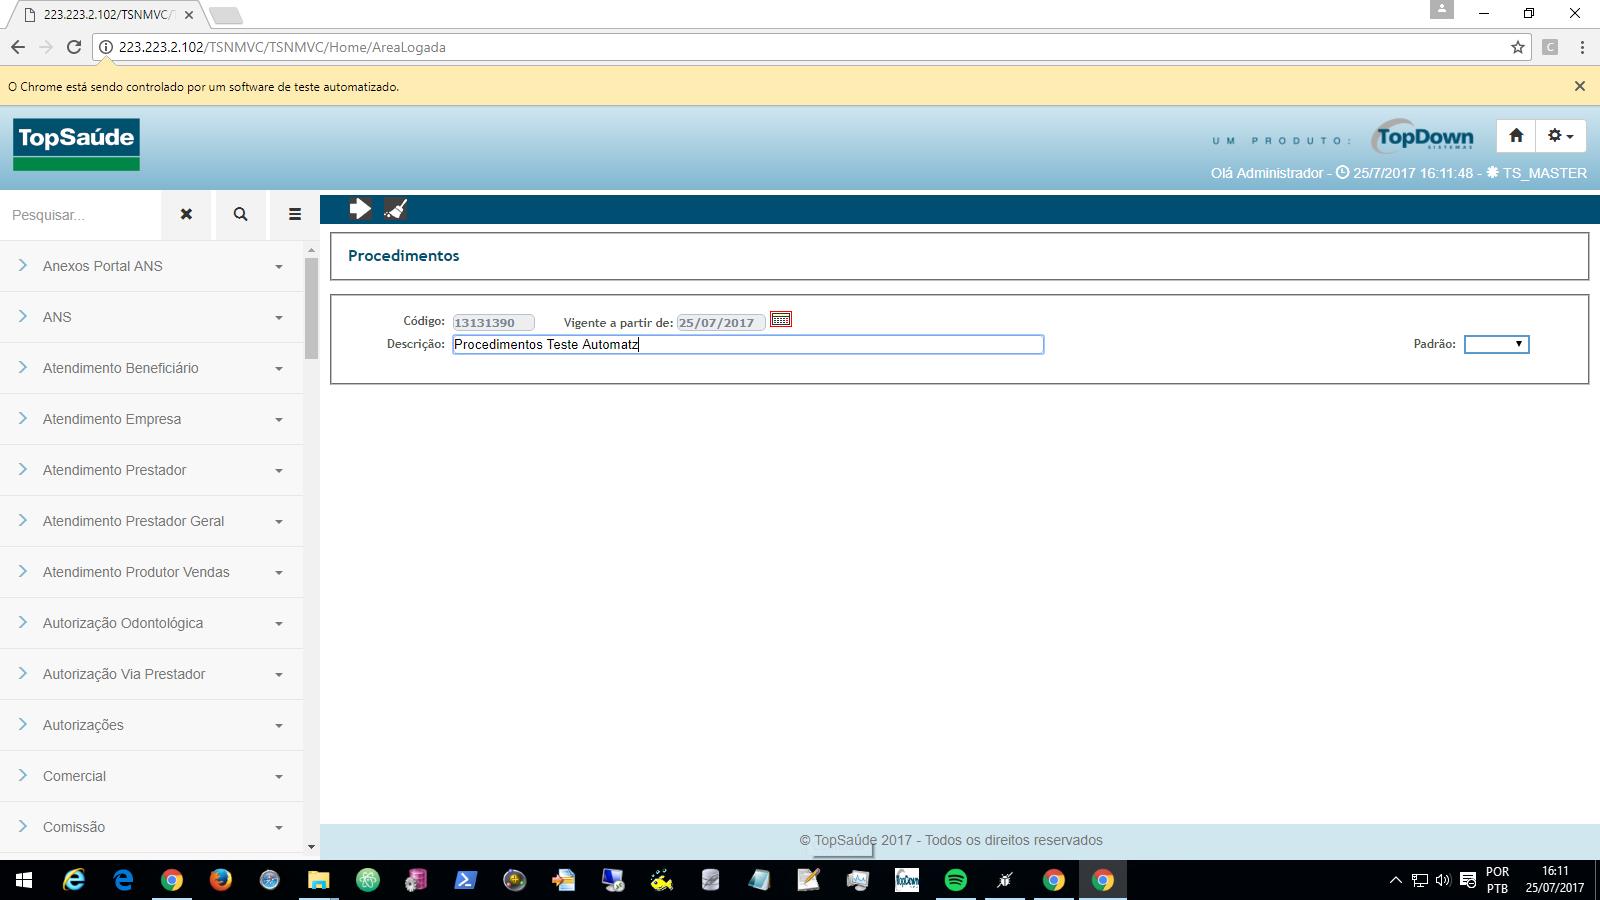 223.223.2.102/TSNMVC/
223.223.2.102/TSNMVC/TSNMVC/Home/AreaLogada
C
O Chrome está sendo controlado por um software de teste automatizado.
TopSaúde
UM PRODUTO:
TopDown
SISTEMAS
Olá Administrador - 25/7/2017 16:11:48 - TS_MASTER
Pesquisar...
Procedimentos
Código: 13131390 Vigente a partir de: 25/07/2017
Descrição: Procedimentos Teste Automatz Padrão:
Anexos Portal ANS
ANS
Atendimento Beneficiário
Atendimento Empresa
Atendimento Prestador
Atendimento Prestador Geral
Atendimento Produtor Vendas
Autorização Odontológica
Autorização Via Prestador
Autorizações
Comercial
Comissão
© TopSaúde 2017 - Todos os direitos reservados
TopDown
POR
PTB
16:11
25/07/2017